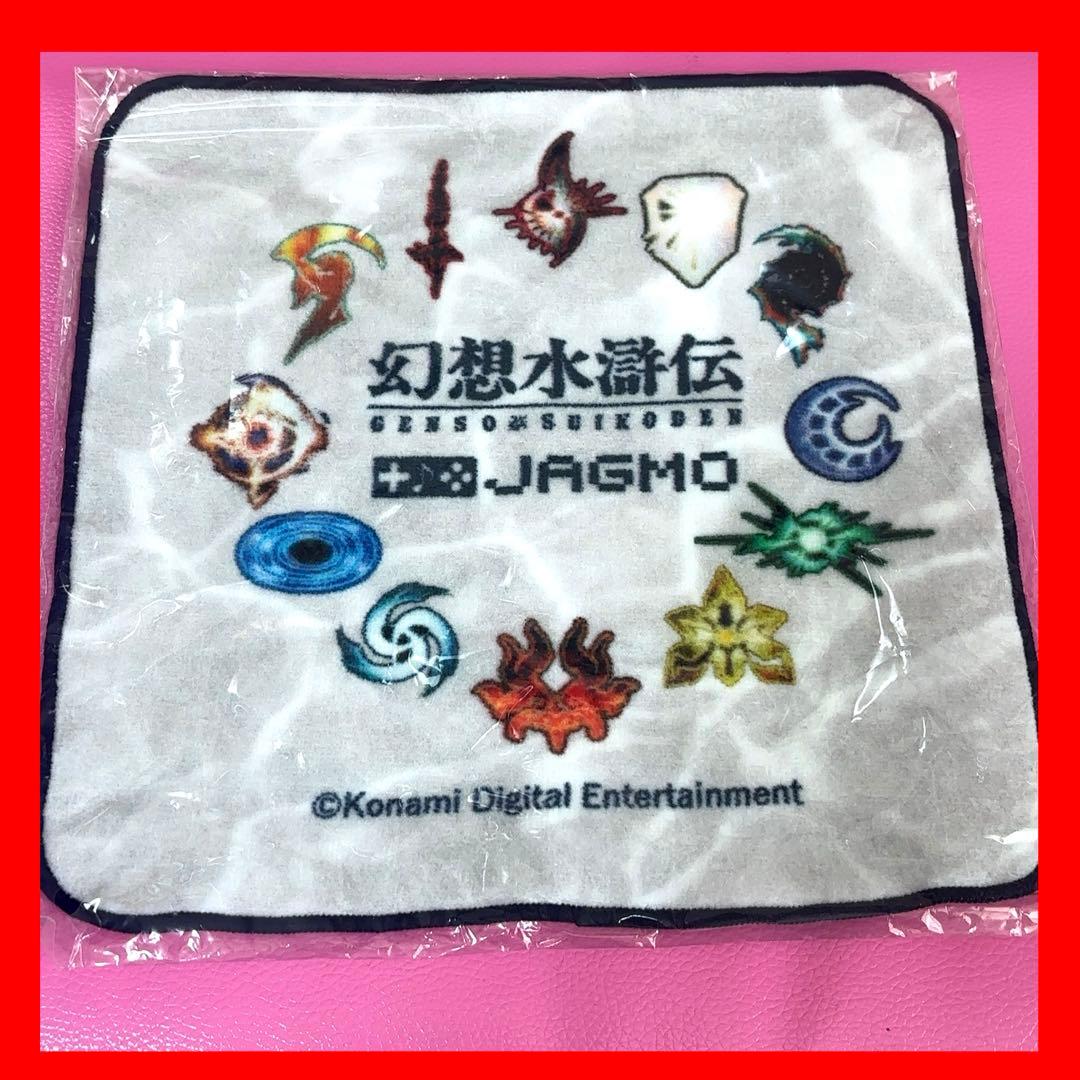 幻想水滸伝
GENSO SUIKODEN
JAGMO
©Konami Digital Entertainment